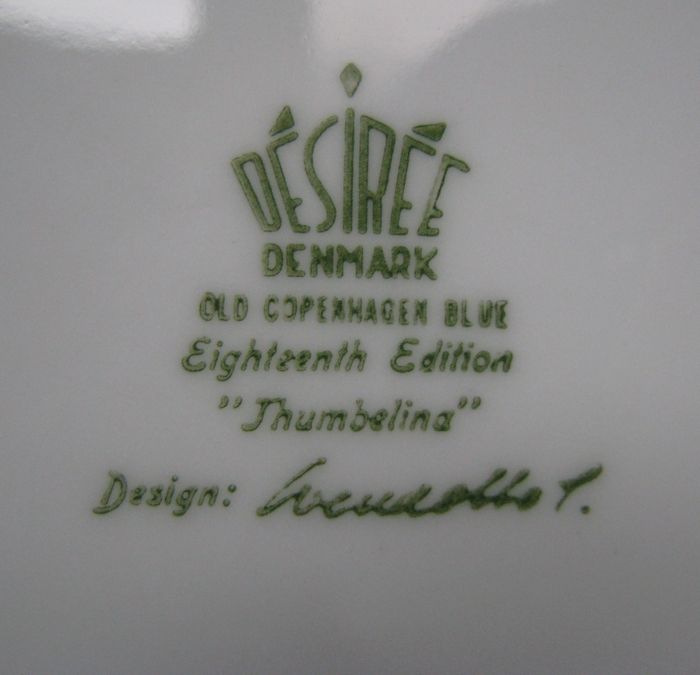 DÉSIRÉE
DENMARK
OLD COPENHAGEN BLUE
Eighteenth Edition
"Thumbelina"
Design: